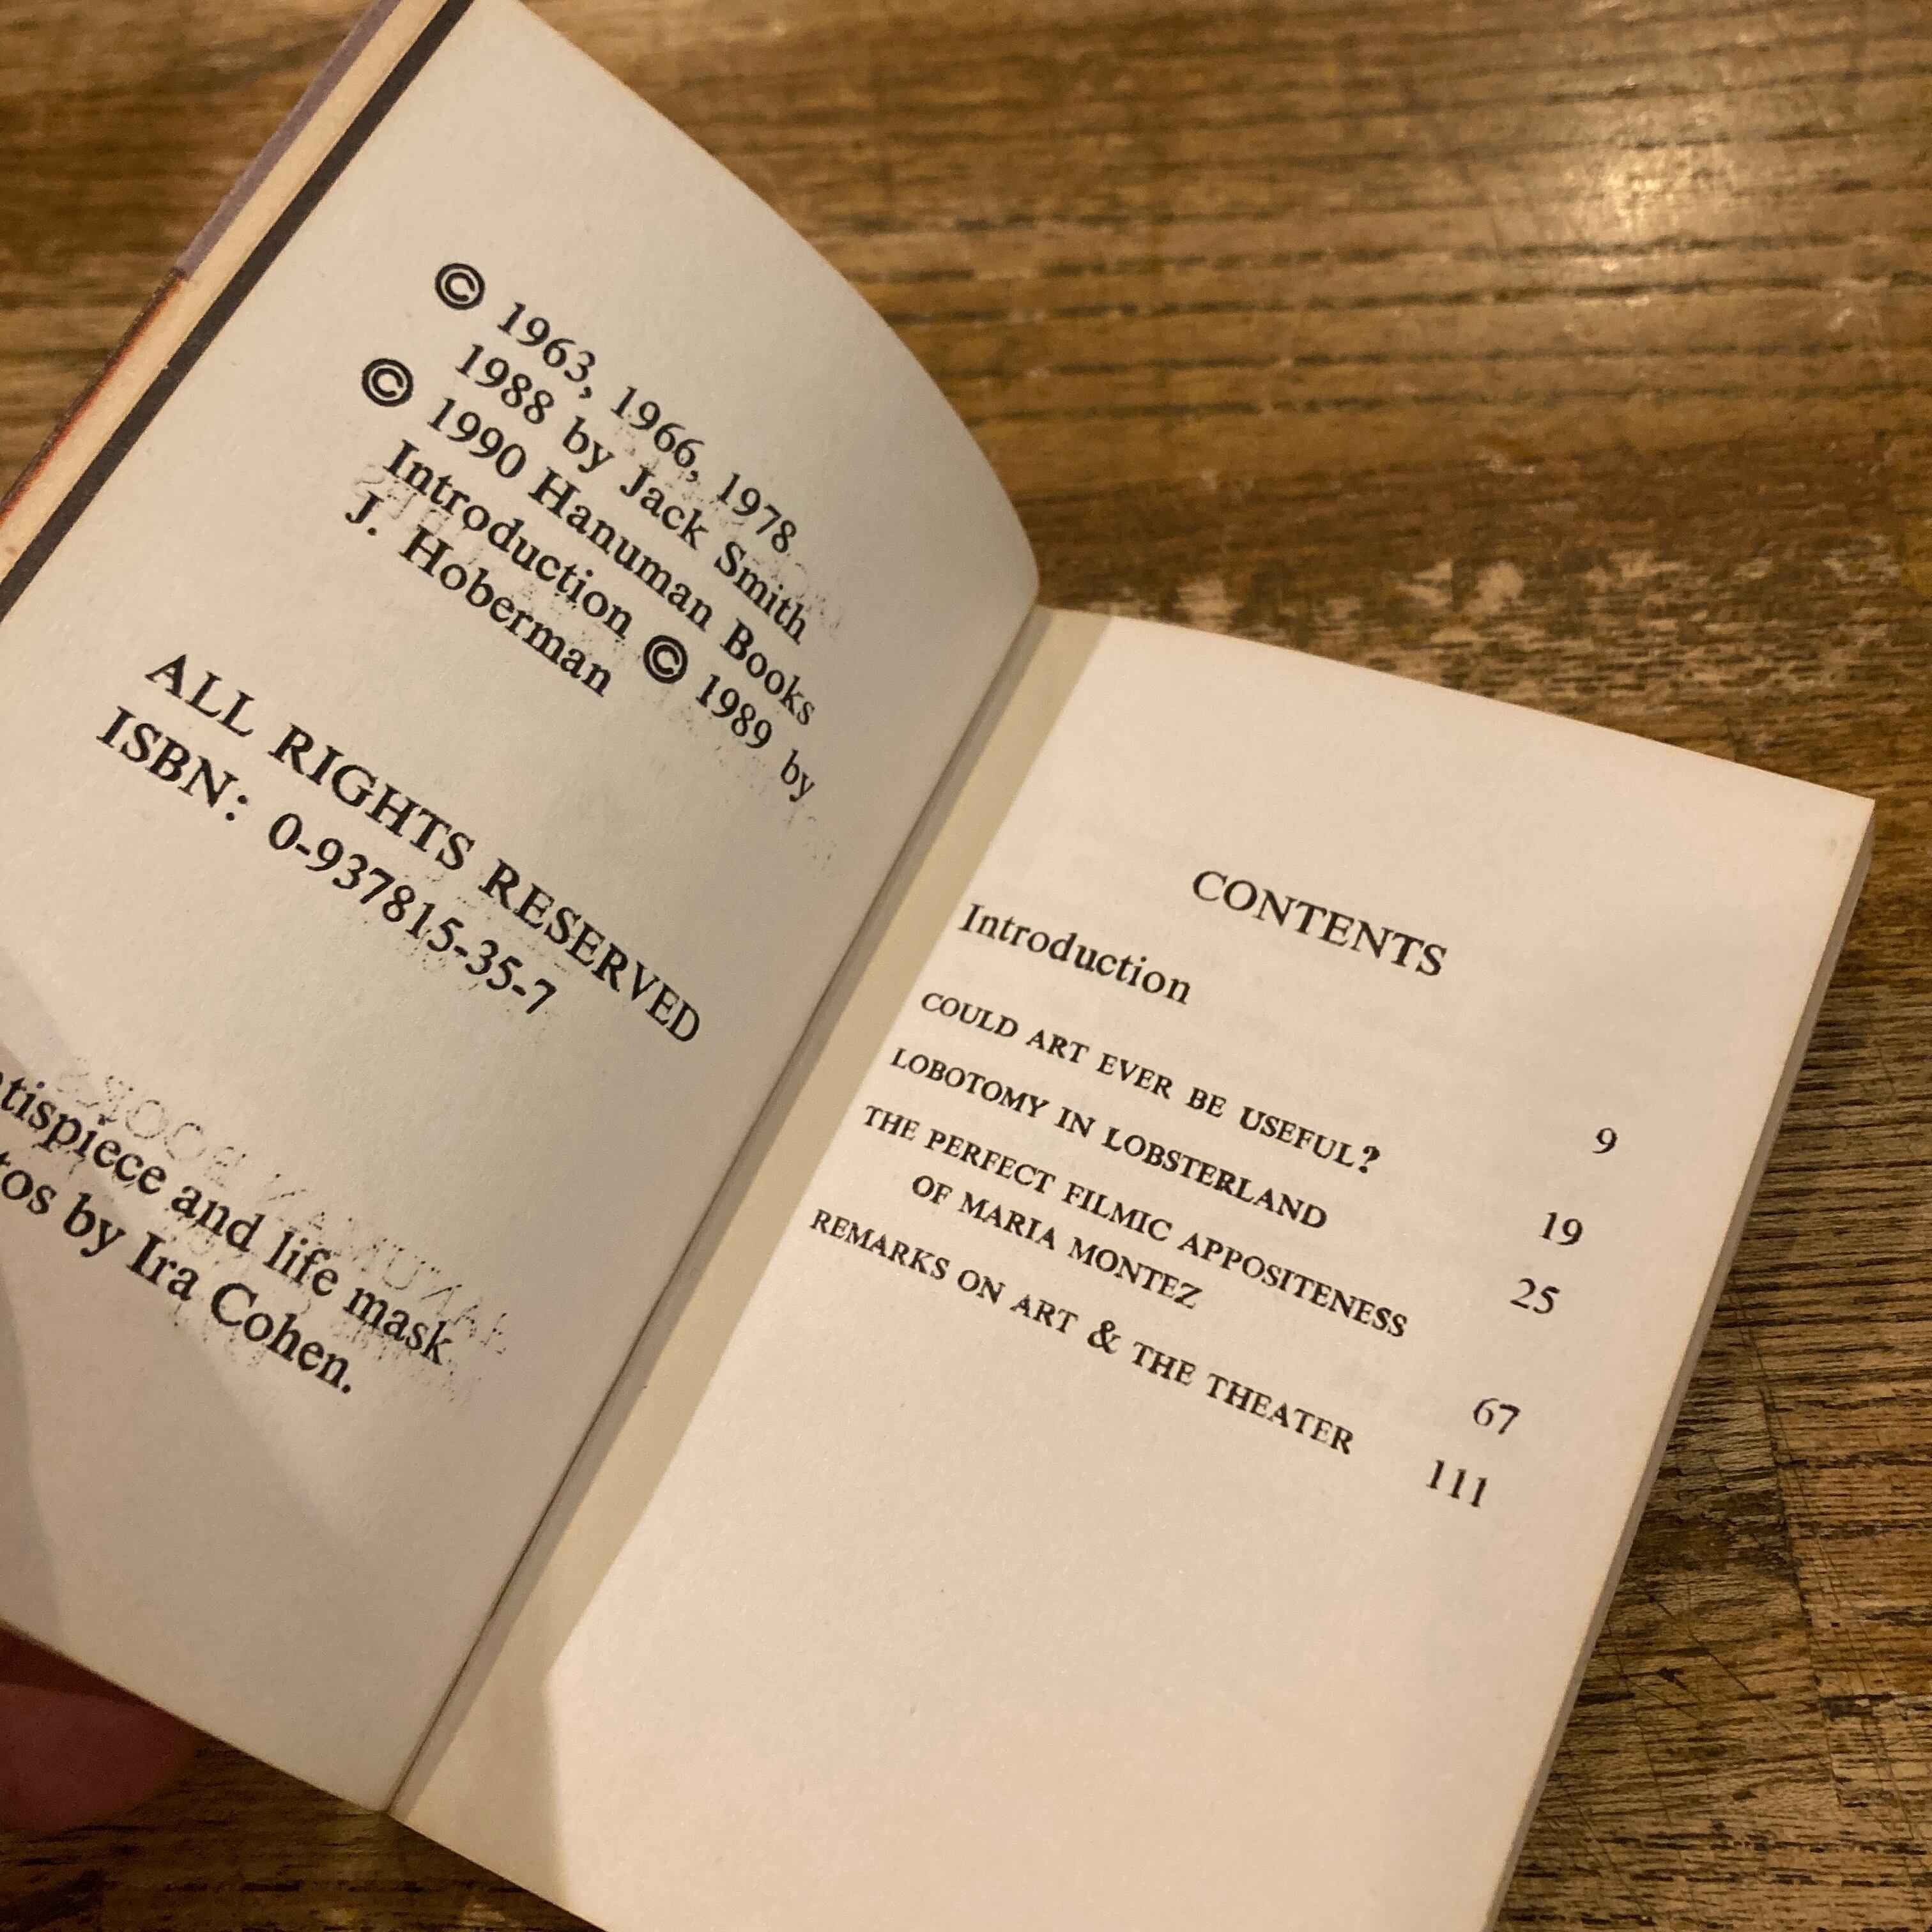 © 1963, 1966, 1978
1988 by Jack Smith
© 1990 Hanuman Books
Introduction © 1989 by
J. Hoberman
ALL RIGHTS RESERVED
ISBN: 0-937815-35-7
tispiece and life mask
tos by Ira Cohen.
CONTENTS
Introduction 9
COULD ART EVER BE USEFUL? 19
LOBOTOMY IN LOBSTERLAND 25
THE PERFECT FILMIC APPOSITENESS
OF MARIA MONTEZ 67
REMARKS ON ART & THE THEATER 111